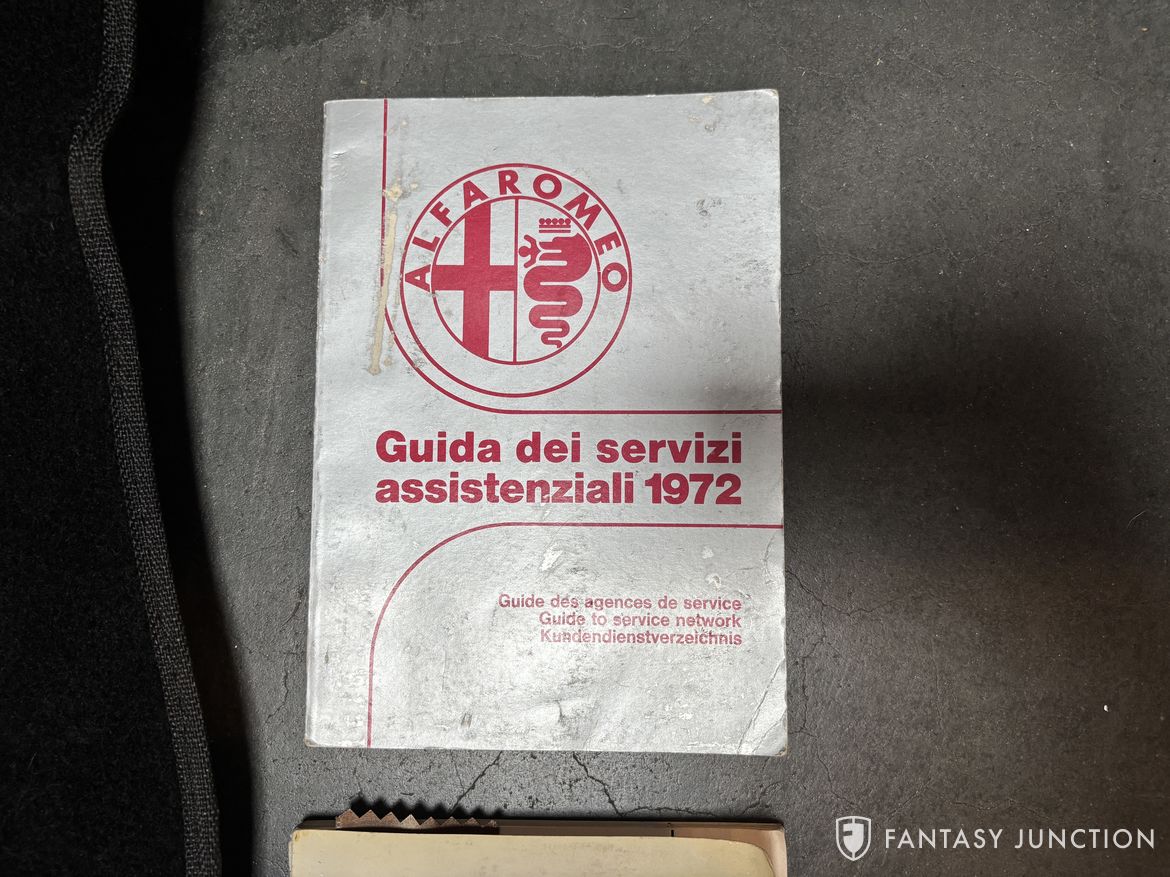 ALFA ROMEO
Guida dei servizi
assistenziali 1972
Guide des agences de service
Guide to service network
Kundendienstverzeichnis
FANTASY JUNCTION